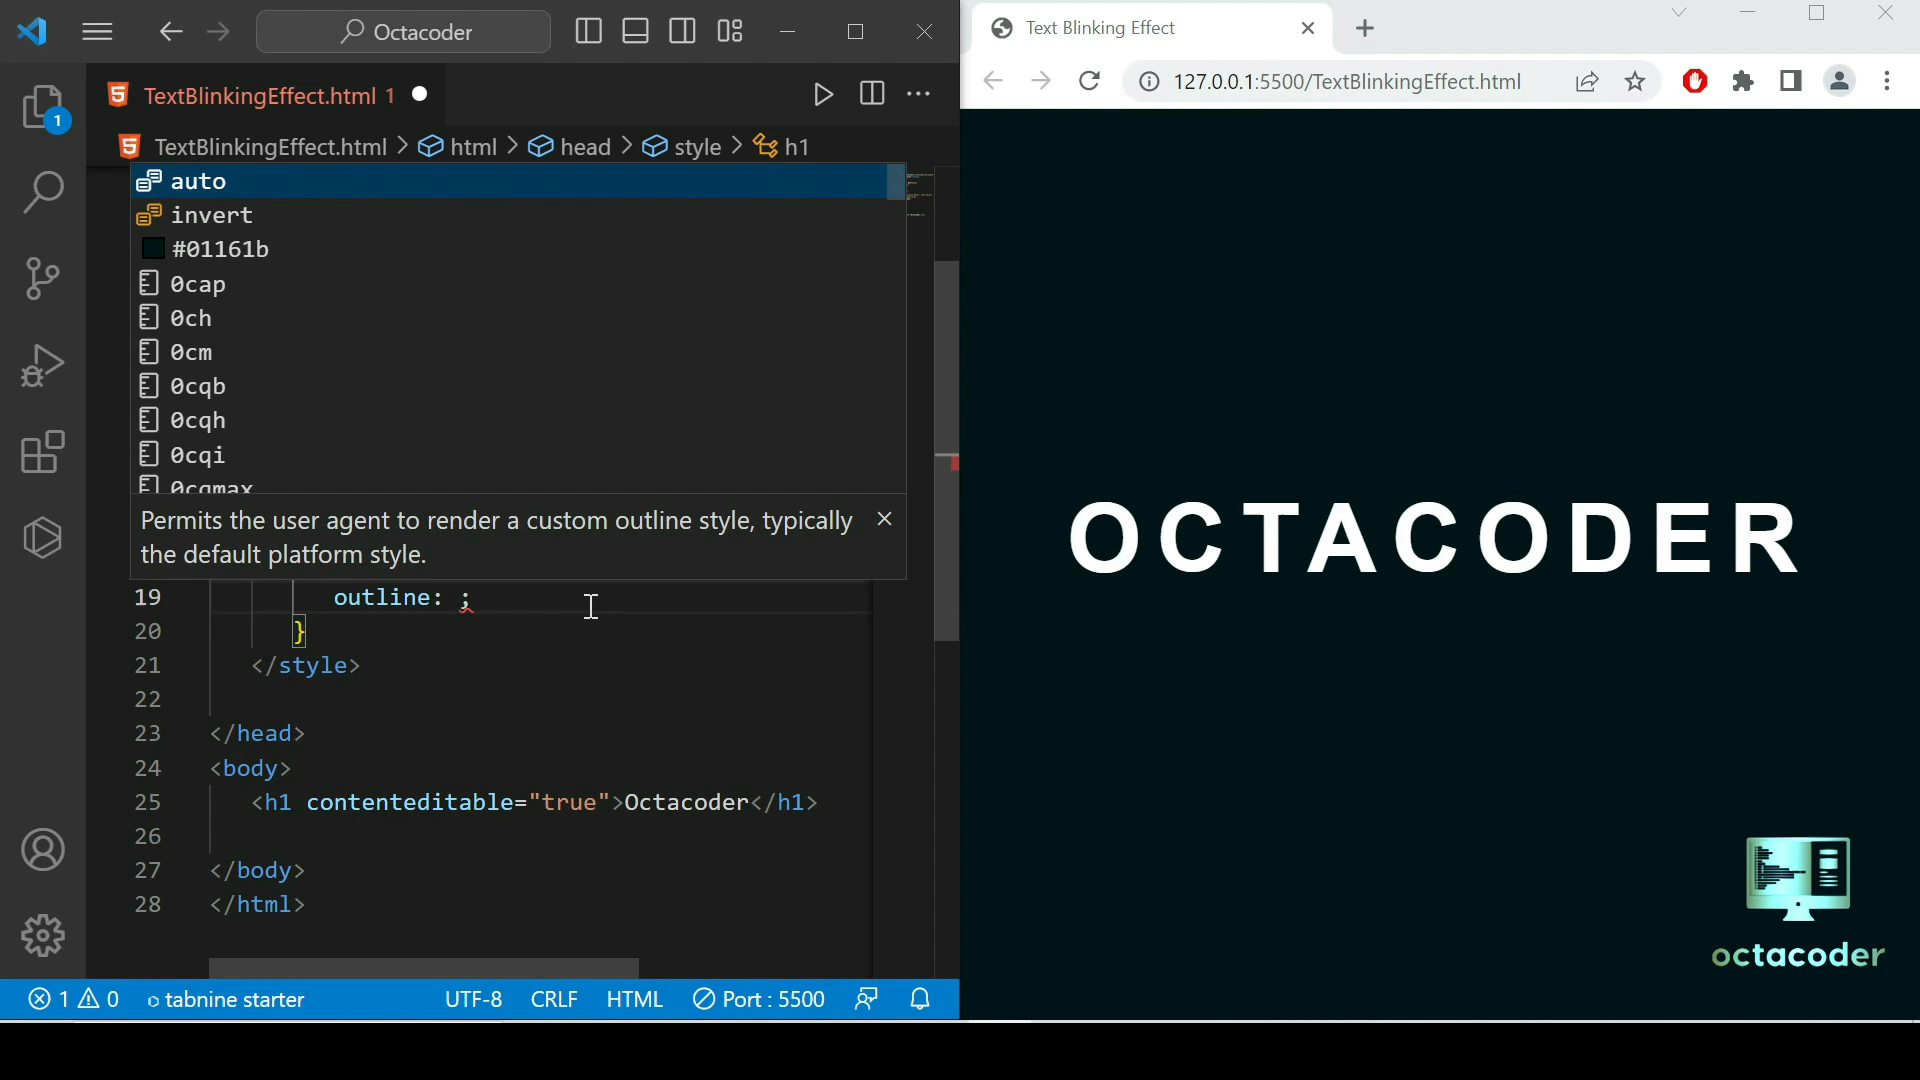 Octacoder
TextBlinkingEffect.html 1
TextBlinkingEffect.html > html > head > style > h1
1
auto
invert
#01161b
0cap
0ch
0cm
0cqb
0cqh
0cqi
0cqmax
Permits the user agent to render a custom outline style, typically
the default platform style.
19 outline: ;
20 }
21 </style>
22
23 </head>
24 <body>
25 <h1 contenteditable="true">Octacoder</h1>
26
27 </body>
28 </html>
1 0 tabnine starter UTF-8 CRLF HTML Port : 5500
Text Blinking Effect
127.0.0.1:5500/TextBlinkingEffect.html
OCTACODER
octacoder